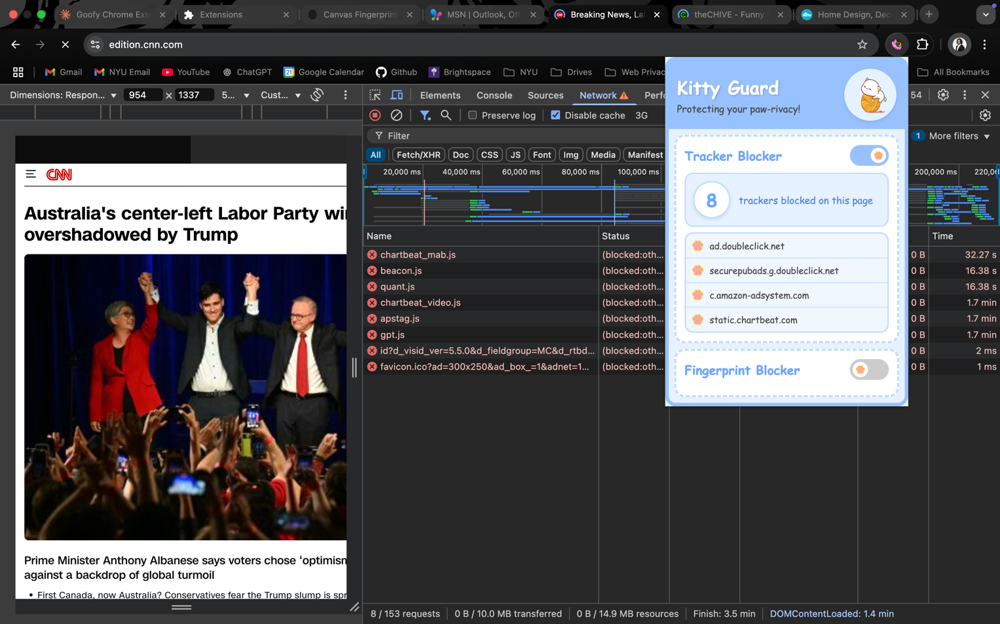 Goofy Chrome Exte
Extensions
Canvas Fingerprint
MSN | Outlook, Off
Breaking News, Lat
theCHIVE - Funny
Home Design, Dec
edition.cnn.com
Gmail
NYU Email
YouTube
ChatGPT
21 Google Calendar
Github
Brightspace
NYU
Drives
Web Privac
All Bookmarks
Dimensions: Respon... 954 x 1337 5... Cust...
Elements Console Sources Network Perfo 54
Preserve log Disable cache 3G
Filter 1 More filters
All Fetch/XHR Doc CSS JS Font Img Media Manifest
20,000 ms 40,000 ms 60,000 ms 80,000 ms 100,000 ms 200,000 ms 220,0
Name Status Time
chartbeat_mab.js (blocked:oth... 0 B 32.27 s
beacon.js (blocked:oth... 0 B 16.38 s
quant.js (blocked:oth... 0 B 16.38 s
chartbeat_video.js (blocked:oth... 0 B 1.7 min
apstag.js (blocked:oth... 0 B 1.7 min
gpt.js (blocked:oth... 0 B 1.7 min
id?d_visid_ver=5.5.0&d_fieldgroup=MC&d_rtbd... (blocked:oth... 0 B 2 ms
favicon.ico?ad=300x250&ad_box_=1&adnet=1... (blocked:oth... 0 B 1 ms
8 / 153 requests 0 B / 10.0 MB transferred 0 B / 14.9 MB resources Finish: 3.5 min DOMContentLoaded: 1.4 min
Kitty Guard
Protecting your paw-rivacy!
Tracker Blocker
8 trackers blocked on this page
ad.doubleclick.net
securepubads.g.doubleclick.net
c.amazon-adsystem.com
static.chartbeat.com
Fingerprint Blocker
CNN
Australia's center-left Labor Party wi
overshadowed by Trump
Prime Minister Anthony Albanese says voters chose ‘optimism
against a backdrop of global turmoil
• First Canada, now Australia? Conservatives fear the Trump slump is spr